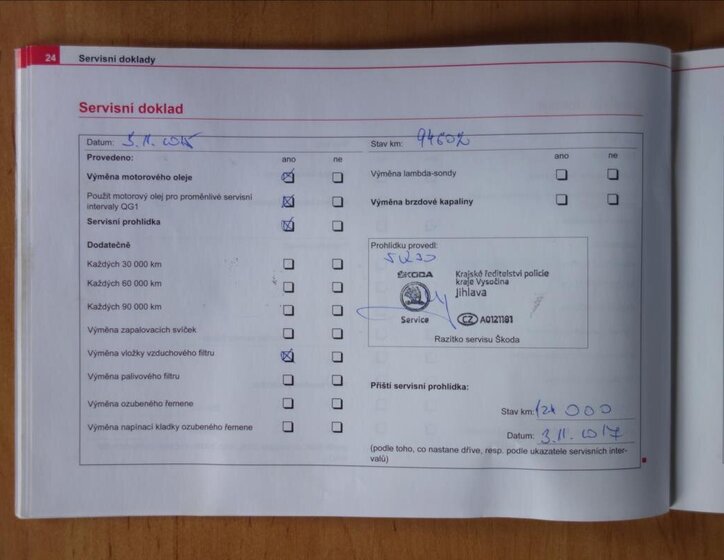 24 Servisní doklady
Servisní doklad
Datum: 3. 11. 2015
Stav km: 94602
Provedeno: ano ne
ano ne
Výměna motorového oleje
Výměna lambda-sondy
Použit motorový olej pro proměnlivé servisní
intervaly QG1
Výměna brzdové kapaliny
Servisní prohlídka
Dodatečně
Každých 30 000 km
Každých 60 000 km
Každých 90 000 km
Výměna zapalovacích svíček
Výměna vložky vzduchového filtru
Výměna palivového filtru
Výměna ozubeného řemene
Výměna napínací kladky ozubeného řemene
Prohlídku provedl:
ŠKODA Krajské ředitelství policie
kraje Vysočina
Jihlava
Service CZ A0121181
Razítko servisu Škoda
Příští servisní prohlídka:
Stav km: 124 000
Datum: 3. 11. 2017
(podle toho, co nastane dříve, resp. podle ukazatele servisních inter-
valů)